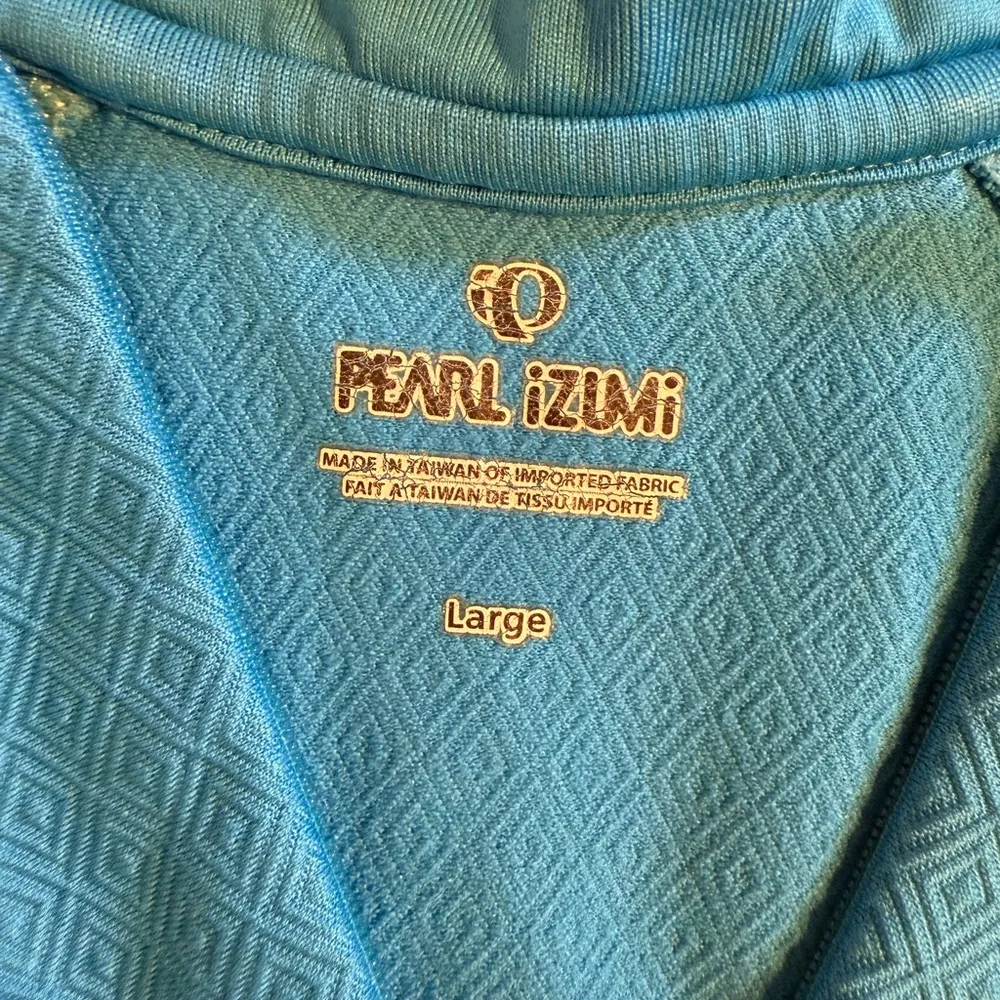 PEARL iZUMi
MADE IN TAIWAN OF IMPORTED FABRIC
FAIT A TAIWAN DE TISSU IMPORTÉ
Large